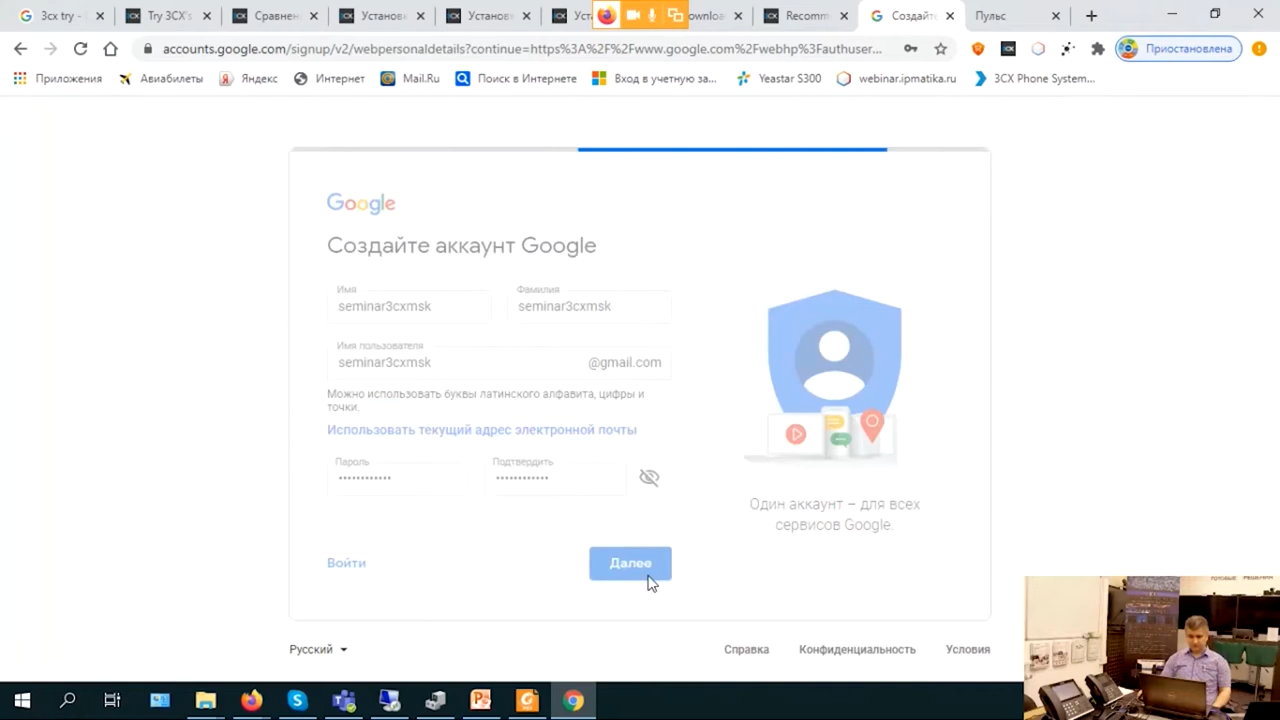 3cx try -
Try 3CX's
Сравнен
Установ
Установ
Уст
ownloa
Recomm
Создайт
Пульс
accounts.google.com/signup/v2/webpersonaldetails?continue=https%3A%2F%2Fwww.google.com%2Fwebhp%3Fauthuser...
Приостановлена
Приложения
Авиабилеты
Яндекс
Интернет
Mail.Ru
Поиск в Интернете
Вход в учетную за...
Yeastar S300
webinar.ipmatika.ru
3CX Phone System...
Google
Создайте аккаунт Google
Имя
seminar3cxmsk
Фамилия
seminar3cxmsk
Имя пользователя
seminar3cxmsk @gmail.com
Можно использовать буквы латинского алфавита, цифры и
точки.
Использовать текущий адрес электронной почты
Пароль
••••••••••••
Подтвердить
••••••••••••
Войти
Далее
Один аккаунт – для всех
сервисов Google.
Русский
Справка
Конфиденциальность
Условия
ГОТОВЫЕ РЕШЕНИЯ